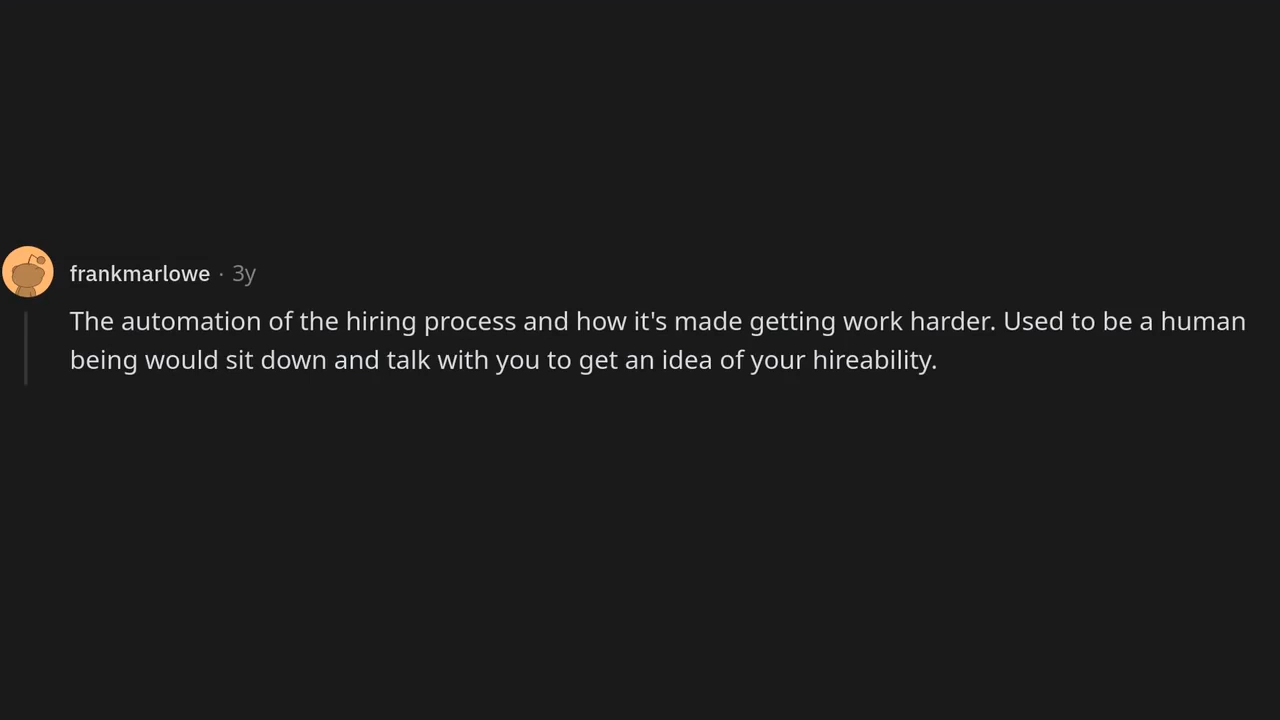 frankmarlowe · 3y
The automation of the hiring process and how it's made getting work harder. Used to be a human
being would sit down and talk with you to get an idea of your hireability.